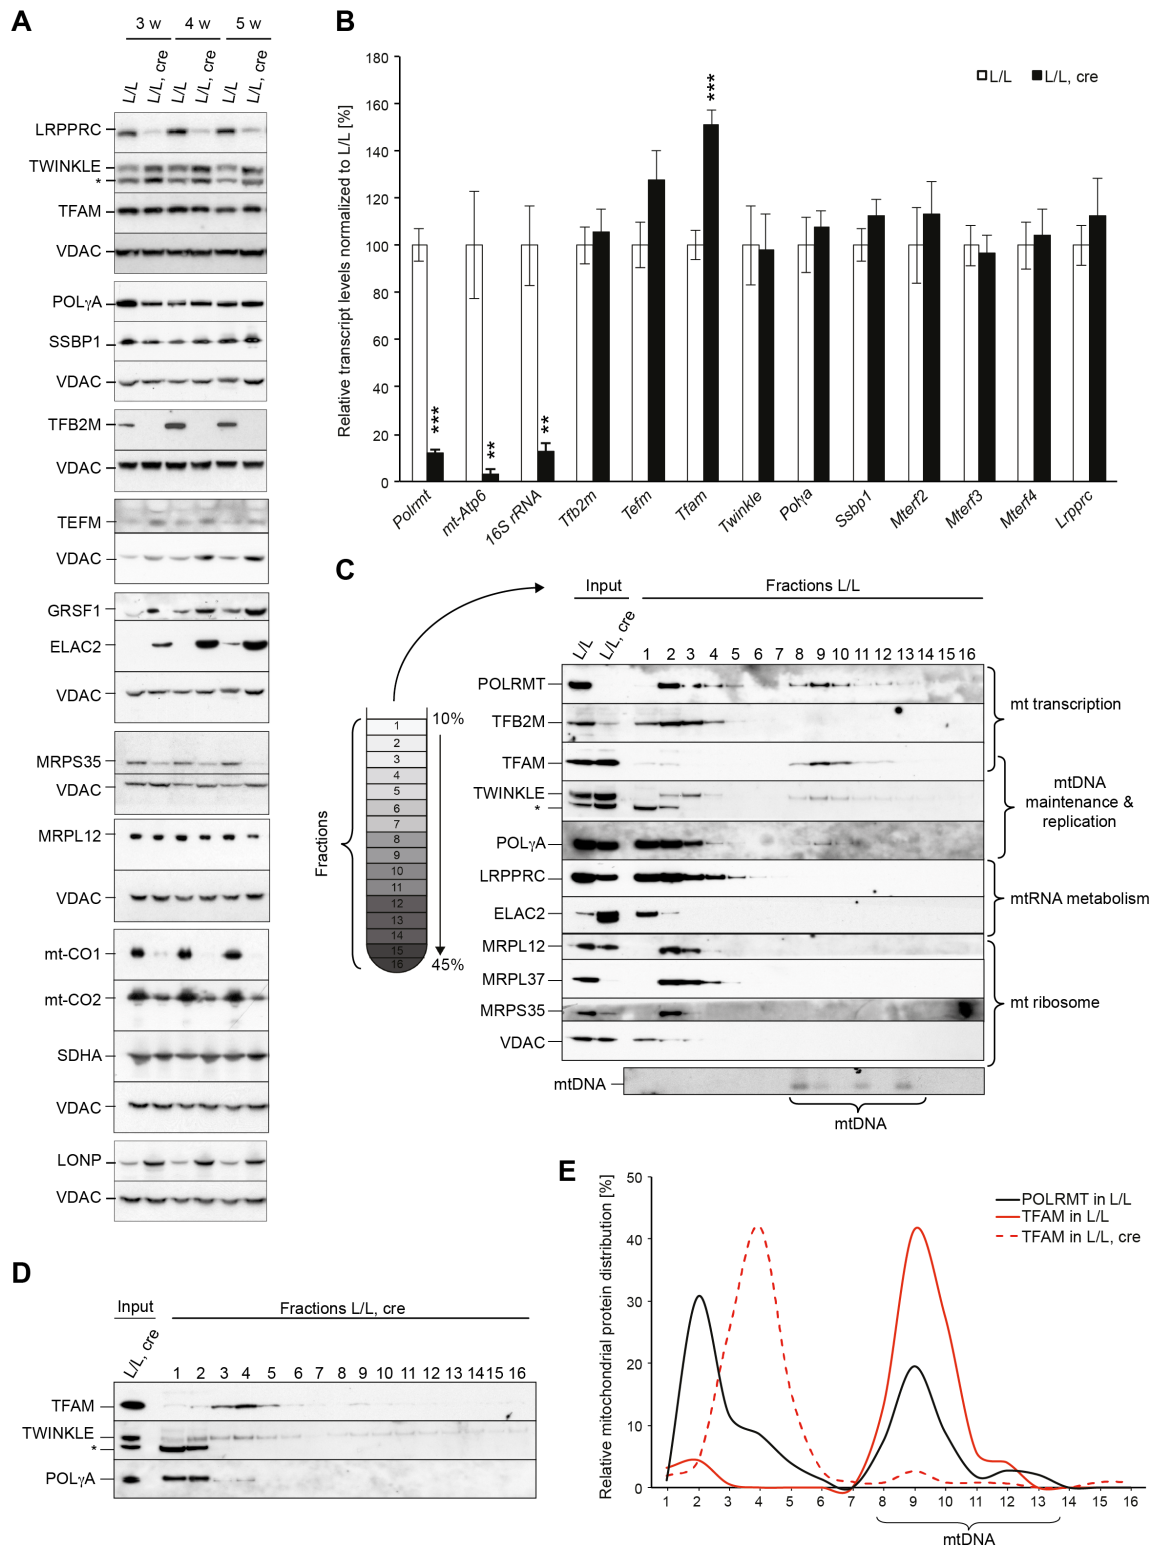 A
3 w 4 w 5 w
L/L L/L, cre L/L L/L, cre L/L L/L, cre
LRPPRC
TWINKLE
*
TFAM
VDAC
POLγA
SSBP1
VDAC
TFB2M
VDAC
TEFM
VDAC
GRSF1
ELAC2
VDAC
MRPS35
VDAC
MRPL12
VDAC
mt-CO1
mt-CO2
SDHA
VDAC
LONP
VDAC
B
Relative transcript levels normalized to L/L [%]
180
160
140
120
100
80
60
40
20
0
L/L L/L, cre
*** ** ** ***
Polrmt mt-Atp6 16S rRNA Tfb2m Tefm Tfam Twinkle Polγa Ssbp1 Mterf2 Mterf3 Mterf4 Lrpprc
C
Input Fractions L/L
L/L L/L, cre
1 2 3 4 5 6 7 8 9 10 11 12 13 14 15 16
POLRMT
TFB2M
TFAM
TWINKLE
*
POLγA
LRPPRC
ELAC2
MRPL12
MRPL37
MRPS35
VDAC
mtDNA
mtDNA
mt transcription
mtDNA
maintenance &
replication
mtRNA metabolism
mt ribosome
Fractions
10%
45%
1
2
3
4
5
6
7
8
9
10
11
12
13
14
15
16
D
Input Fractions L/L, cre
L/L, cre
1 2 3 4 5 6 7 8 9 10 11 12 13 14 15 16
TFAM
TWINKLE
*
POLγA
E
Relative mitochondrial protein distribution [%]
50
40
30
20
10
0
POLRMT in L/L
TFAM in L/L
TFAM in L/L, cre
1 2 3 4 5 6 7 8 9 10 11 12 13 14 15 16
mtDNA